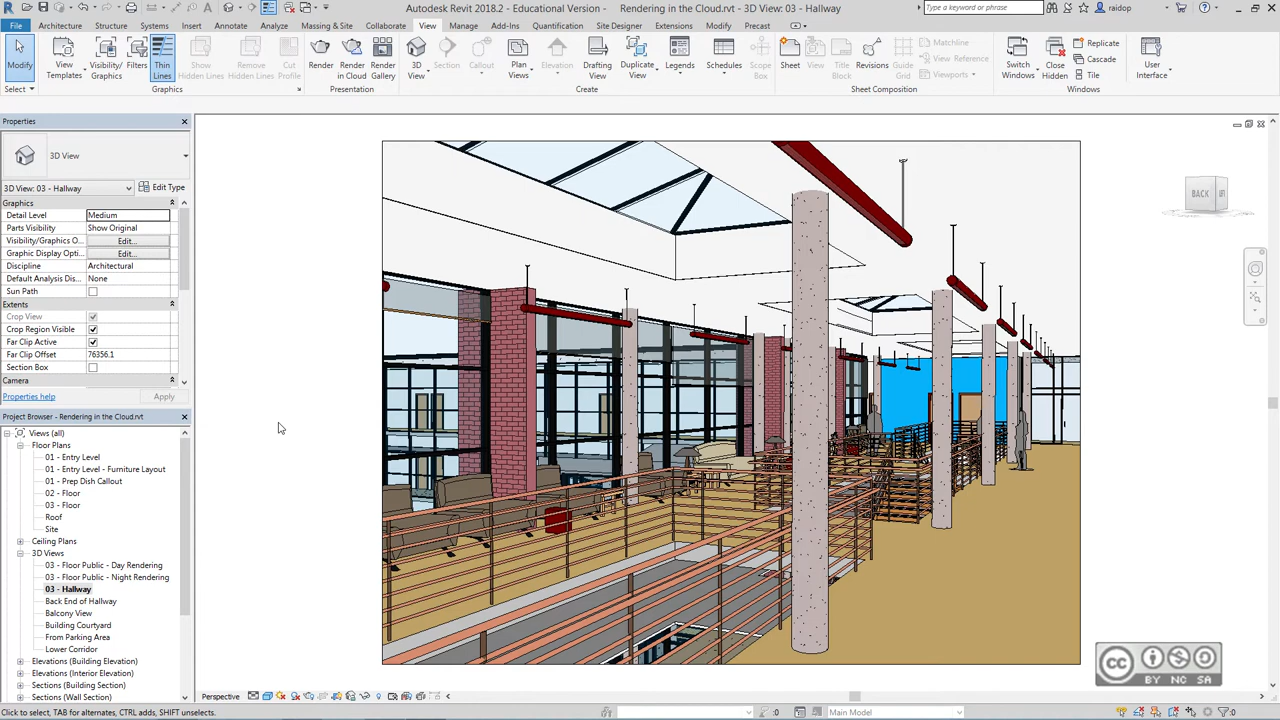 Autodesk Revit 2018.2 - Educational Version - Rendering in the Cloud.rvt - 3D View: 03 - Hallway
Type a keyword or phrase
raidop
File Architecture Structure Systems Insert Annotate Analyze Massing & Site Collaborate View Manage Add-Ins Quantification Site Designer Extensions Modify Precast
Modify
View Templates
Visibility/ Graphics
Filters
Thin Lines
Show Hidden Lines
Remove Hidden Lines
Cut Profile
Render
Render in Cloud
Render Gallery
3D View
Section
Callout
Plan Views
Elevation
Drafting View
Duplicate View
Legends
Schedules
Scope Box
Sheet
View
Title Block
Revisions
Guide Grid
Matchline
View Reference
Viewports
Switch Windows
Close Hidden
Replicate
Cascade
Tile
User Interface
Select
Graphics
Presentation
Create
Sheet Composition
Windows
Properties
3D View
3D View: 03 - Hallway
Edit Type
Graphics
Detail Level Medium
Parts Visibility Show Original
Visibility/Graphics O... Edit...
Graphic Display Opti... Edit...
Discipline Architectural
Default Analysis Dis... None
Sun Path
Extents
Crop View
Crop Region Visible
Far Clip Active
Far Clip Offset 76356.1
Section Box
Camera
Properties help
Apply
Project Browser - Rendering in the Cloud.rvt
Views (all)
Floor Plans
01 - Entry Level
01 - Entry Level - Furniture Layout
01 - Prep Dish Callout
02 - Floor
03 - Floor
Roof
Site
Ceiling Plans
3D Views
03 - Floor Public - Day Rendering
03 - Floor Public - Night Rendering
03 - Hallway
Back End of Hallway
Balcony View
Building Courtyard
From Parking Area
Lower Corridor
Elevations (Building Elevation)
Elevations (Interior Elevation)
Sections (Building Section)
Sections (Wall Section)
BACK
cc
BY NC SA
Perspective
Click to select, TAB for alternates, CTRL adds, SHIFT unselects.
:0
Main Model
:0